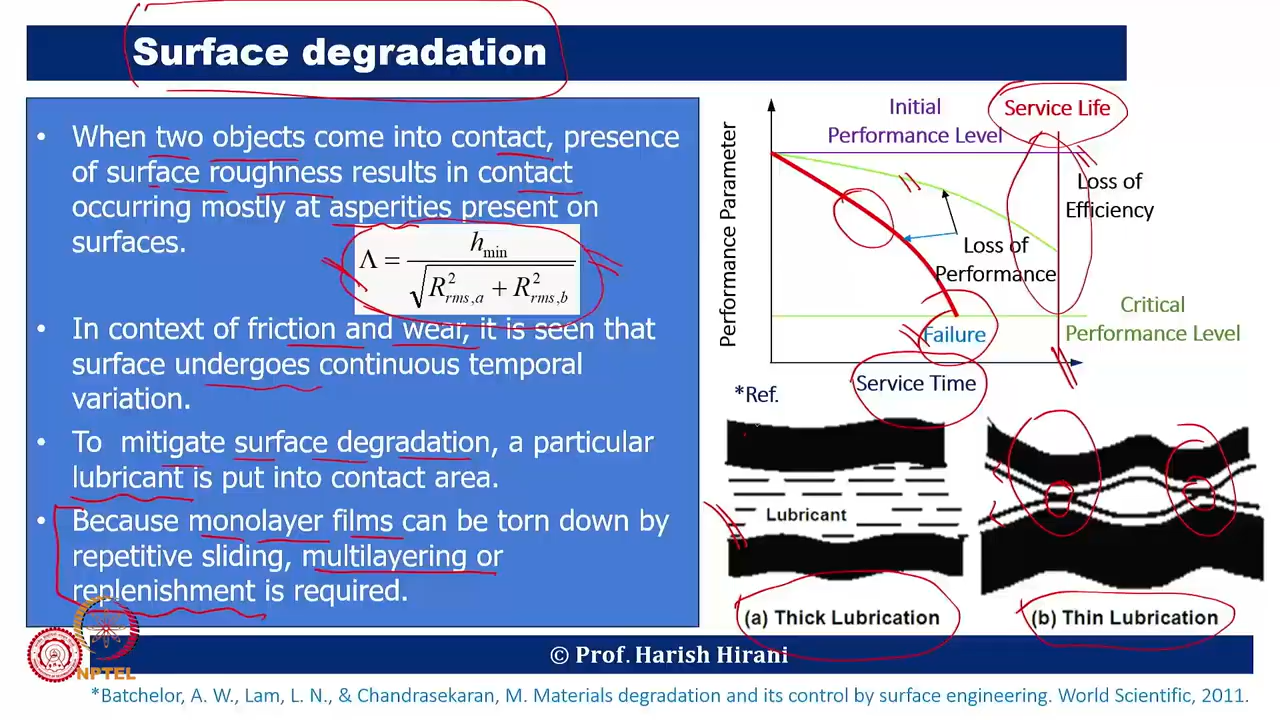 Surface degradation
• When two objects come into contact, presence
of surface roughness results in contact
occurring mostly at asperities present on
surfaces.
Λ = h_min / √(R²_rms,a + R²_rms,b)
• In context of friction and wear, it is seen that
surface undergoes continuous temporal
variation.
• To mitigate surface degradation, a particular
lubricant is put into contact area.
• Because monolayer films can be torn down by
repetitive sliding, multilayering or
replenishment is required.
Performance Parameter
Initial
Performance Level
Service Life
Loss of
Efficiency
Loss of
Performance
Critical
Performance Level
Failure
Service Time
*Ref.
Lubricant
(a) Thick Lubrication
(b) Thin Lubrication
NPTEL
© Prof. Harish Hirani
*Batchelor, A. W., Lam, L. N., & Chandrasekaran, M. Materials degradation and its control by surface engineering. World Scientific, 2011.